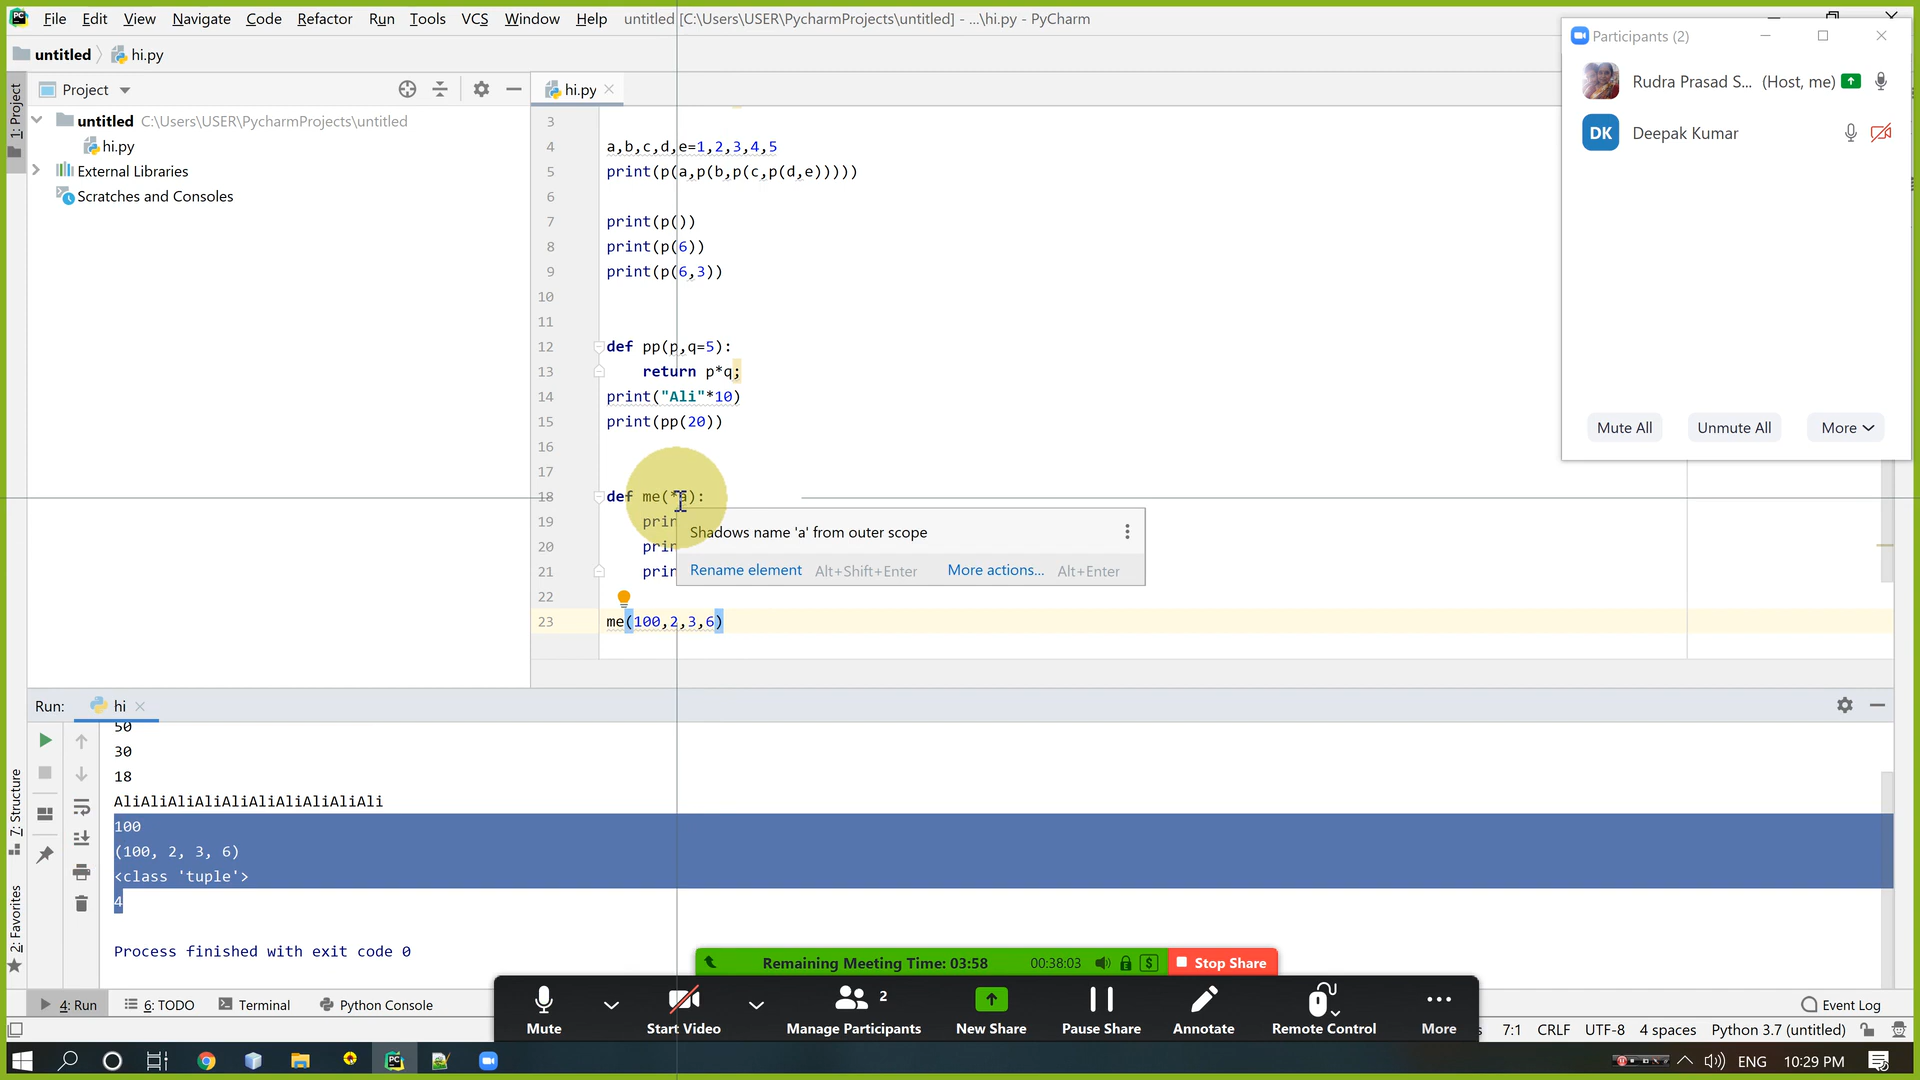 File Edit View Navigate Code Refactor Run Tools VCS Window Help untitled [C:\Users\USER\PycharmProjects\untitled] - ...\hi.py - PyCharm
untitled hi.py
Project
hi.py
1: Project
untitled C:\Users\USER\PycharmProjects\untitled
hi.py
External Libraries
Scratches and Consoles
3
4 a,b,c,d,e=1,2,3,4,5
5 print(p(a,p(b,p(c,p(d,e)))))
6
7 print(p())
8 print(p(6))
9 print(p(6,3))
10
11
12 def pp(p,q=5):
13 return p*q;
14 print("Ali"*10)
15 print(pp(20))
16
17
18 def me(*a):
19 prin
20 prin
21 prin
22
23 me(100,2,3,6)
Shadows name 'a' from outer scope
Rename element Alt+Shift+Enter More actions... Alt+Enter
Participants (2)
Rudra Prasad S... (Host, me)
DK Deepak Kumar
Mute All Unmute All More
Run: hi
50
30
18
AliAliAliAliAliAliAliAliAliAli
100
(100, 2, 3, 6)
<class 'tuple'>
4
Process finished with exit code 0
7: Structure
2: Favorites
Remaining Meeting Time: 03:58 00:38:03 $ Stop Share
2
Mute Start Video Manage Participants New Share Pause Share Annotate Remote Control More
4: Run 6: TODO Terminal Python Console
Event Log
7:1 CRLF UTF-8 4 spaces Python 3.7 (untitled)
ENG 10:29 PM